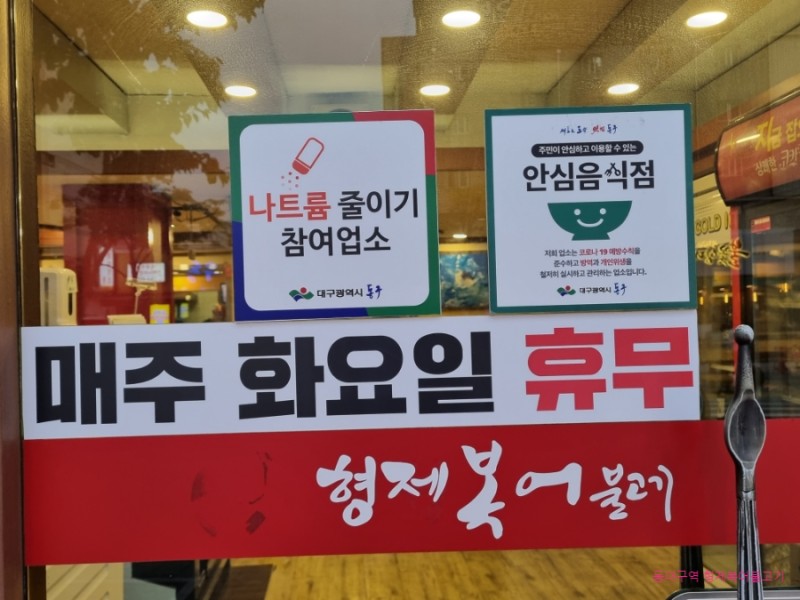 나트륨 줄이기
참여업소
대구광역시 동구
주민이 안심하고 이용할 수 있는
안심음식점
저희 업소는 코로나 19 예방수칙을
준수하고 방역과 개인위생을
철저히 실시하고 관리하는 업소입니다.
대구광역시 동구
매주 화요일 휴무
형제복어 불고기